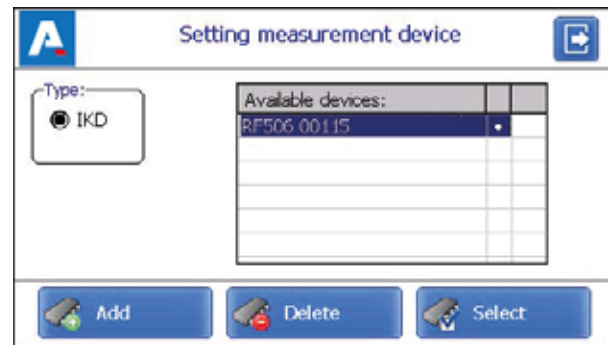 A
Setting measurement device
Type:
IKD
Available devices:
RF506 00115
Add
Delete
Select